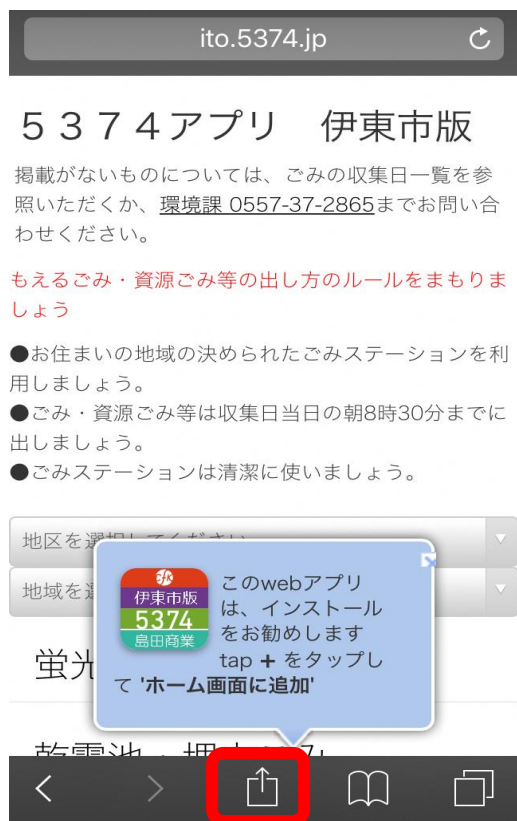 ito.5374.jp
5374アプリ 伊東市版
掲載がないものについては、ごみの収集日一覧を参
照いただくか、環境課 0557-37-2865までお問い合
わせください。
もえるごみ・資源ごみ等の出し方のルールをまもりま
しょう
●お住まいの地域の決められたごみステーションを利
用しましょう。
●ごみ・資源ごみ等は収集日当日の朝8時30分までに
出しましょう。
●ごみステーションは清潔に使いましょう。
地区を選択してください
地域を選
伊東市版
5374
島田商業
このwebアプリ
は、インストール
をお勧めします
tap + をタップし
て 'ホーム画面に追加'
蛍光
乾電池・